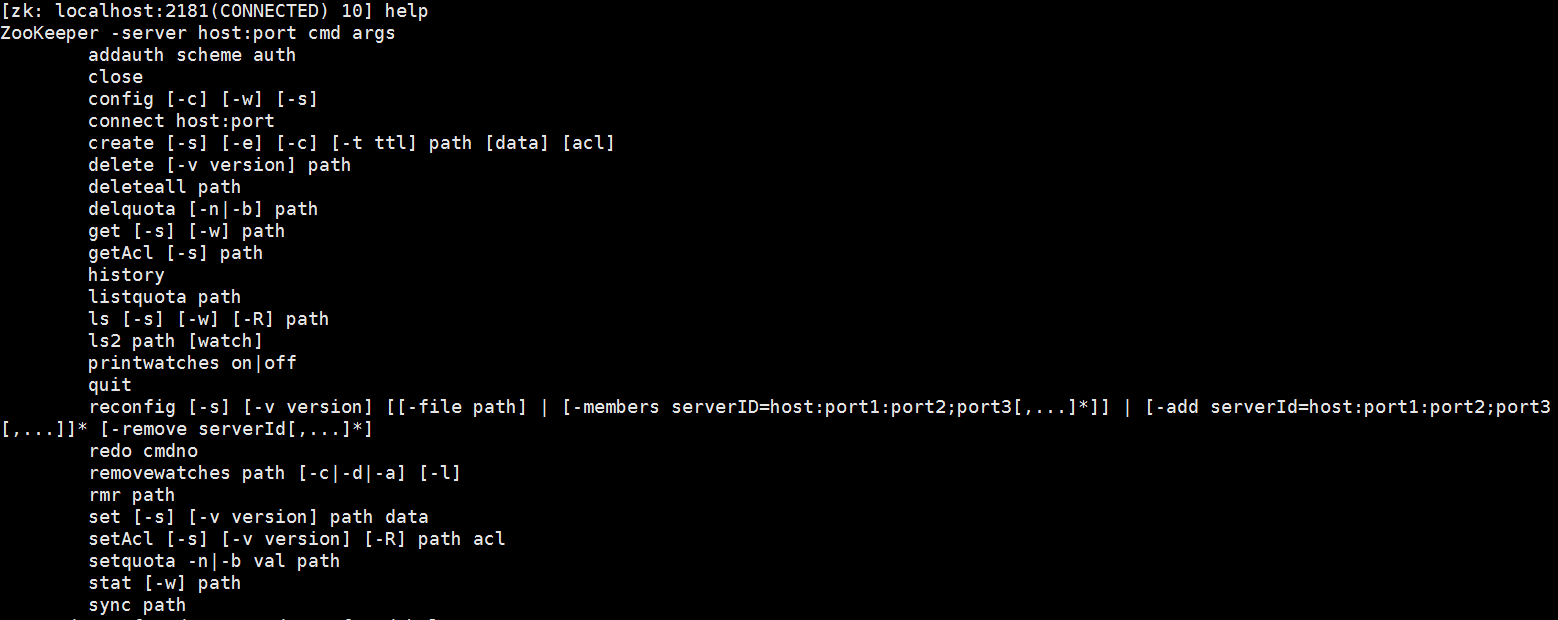 [zk: localhost:2181(CONNECTED) 10] help
ZooKeeper -server host:port cmd args
addauth scheme auth
close
config [-c] [-w] [-s]
connect host:port
create [-s] [-e] [-c] [-t ttl] path [data] [acl]
delete [-v version] path
deleteall path
delquota [-n|-b] path
get [-s] [-w] path
getAcl [-s] path
history
listquota path
ls [-s] [-w] [-R] path
ls2 path [watch]
printwatches on|off
quit
reconfig [-s] [-v version] [[-file path] | [-members serverID=host:port1:port2;port3[,...]*]] | [-add serverId=host:port1:port2;port3
[,...]]* [-remove serverId[,...]*]
redo cmdno
removewatches path [-c|-d|-a] [-l]
rmr path
set [-s] [-v version] path data
setAcl [-s] [-v version] [-R] path acl
setquota -n|-b val path
stat [-w] path
sync path